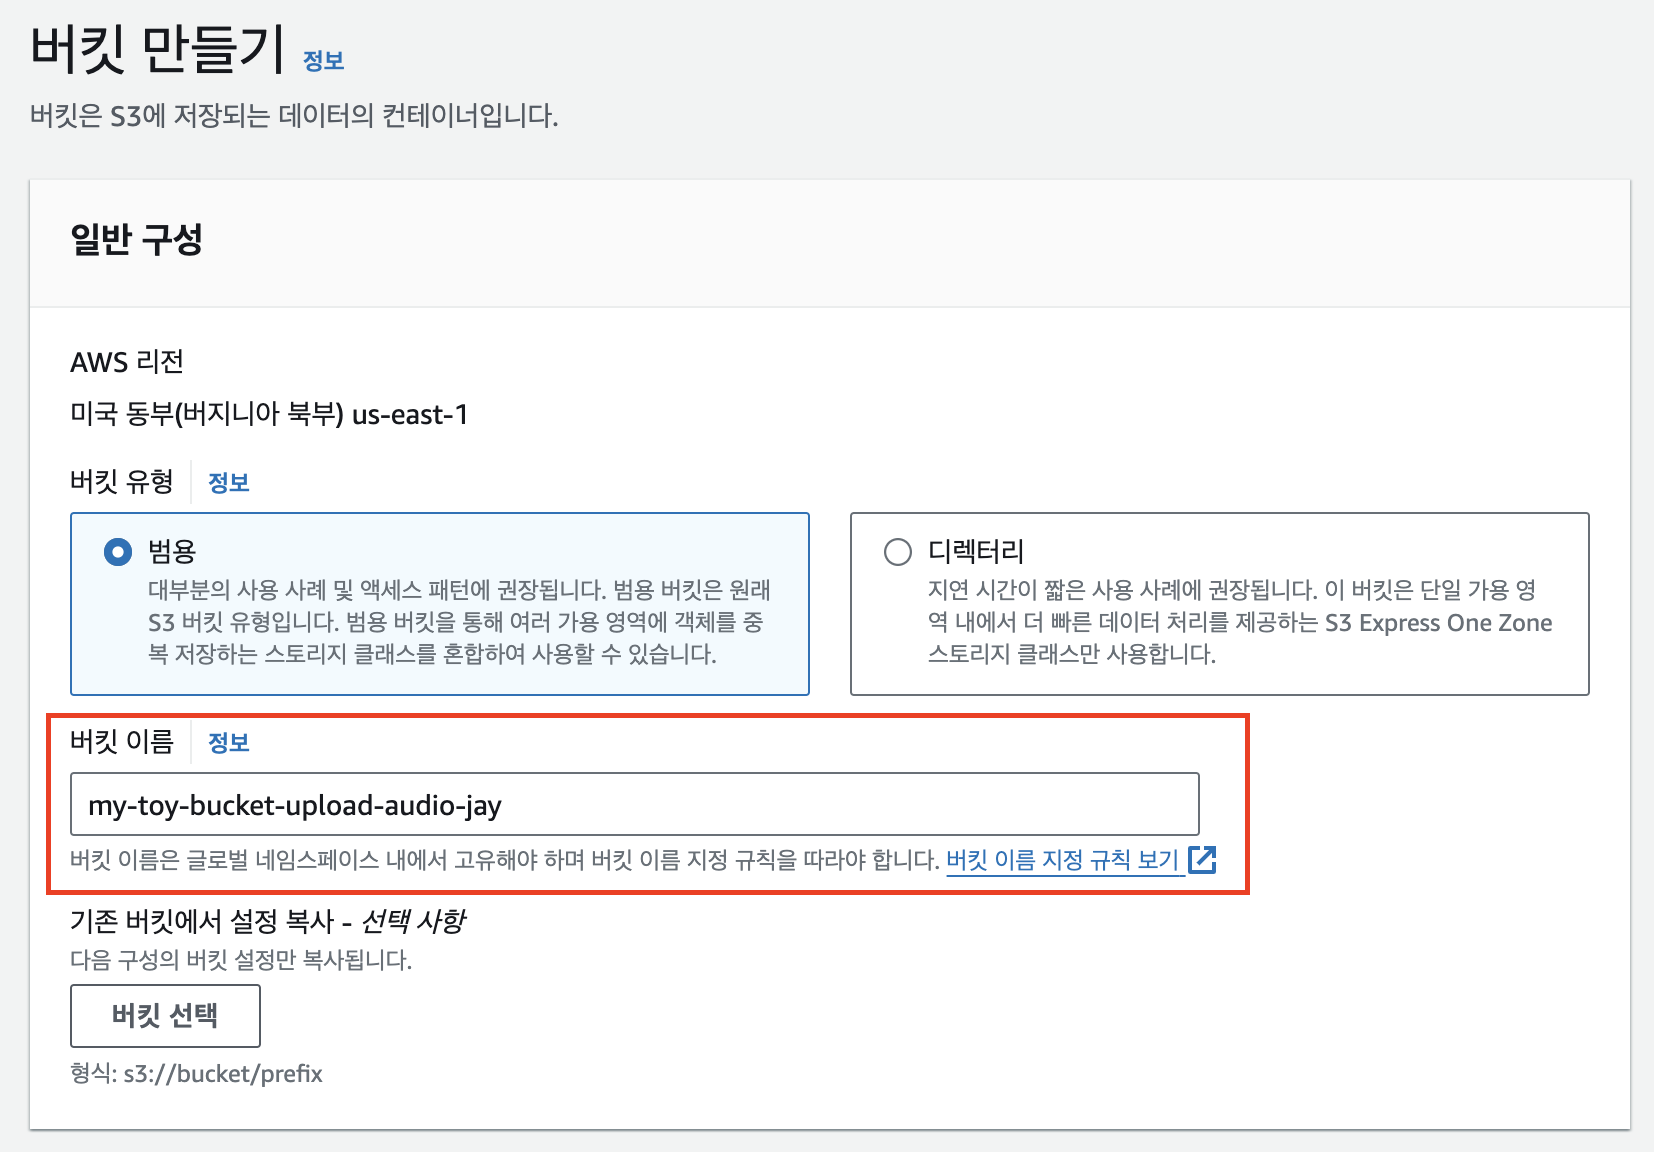 버킷 만들기 정보
버킷은 S3에 저장되는 데이터의 컨테이너입니다.
일반 구성
AWS 리전
미국 동부(버지니아 북부) us-east-1
버킷 유형 정보
범용
대부분의 사용 사례 및 액세스 패턴에 권장됩니다. 범용 버킷은 원래
S3 버킷 유형입니다. 범용 버킷을 통해 여러 가용 영역에 객체를 중
복 저장하는 스토리지 클래스를 혼합하여 사용할 수 있습니다.
디렉터리
지연 시간이 짧은 사용 사례에 권장됩니다. 이 버킷은 단일 가용 영
역 내에서 더 빠른 데이터 처리를 제공하는 S3 Express One Zone
스토리지 클래스만 사용합니다.
버킷 이름 정보
my-toy-bucket-upload-audio-jay
버킷 이름은 글로벌 네임스페이스 내에서 고유해야 하며 버킷 이름 지정 규칙을 따라야 합니다. 버킷 이름 지정 규칙 보기
기존 버킷에서 설정 복사 - 선택 사항
다음 구성의 버킷 설정만 복사됩니다.
버킷 선택
형식: s3://bucket/prefix